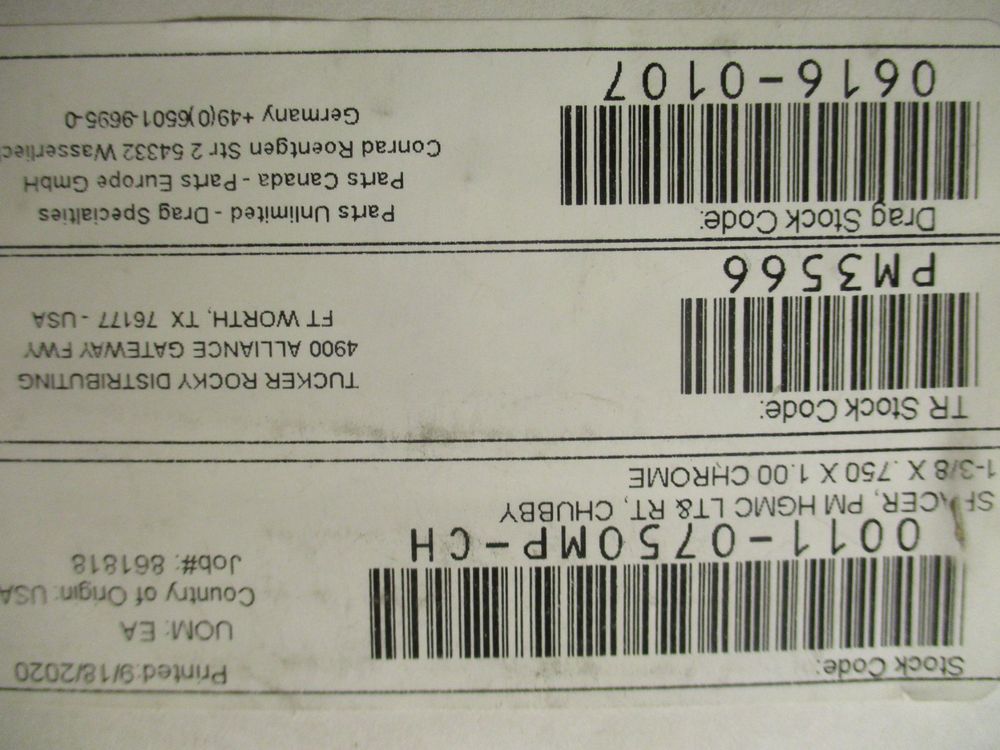 Stock Code:
Printed:9/18/2020
UOM: EA
Country of Origin: USA
Job#: 861818
0011-0750MP-CH
SPACER, PM HGMC LT& RT, CHUBBY
1-3/8 X .750 X 1.00 CHROME
TR Stock Code:
PM3566
TUCKER ROCKY DISTRIBUTING
4900 ALLIANCE GATEWAY FWY
FT WORTH, TX 76177 - USA
Drag Stock Code:
0616-0107
Parts Unlimited - Drag Specialties
Parts Canada - Parts Europe GmbH
Conrad Roentgen Str 2 54332
Germany +49(0)6501-9695-0